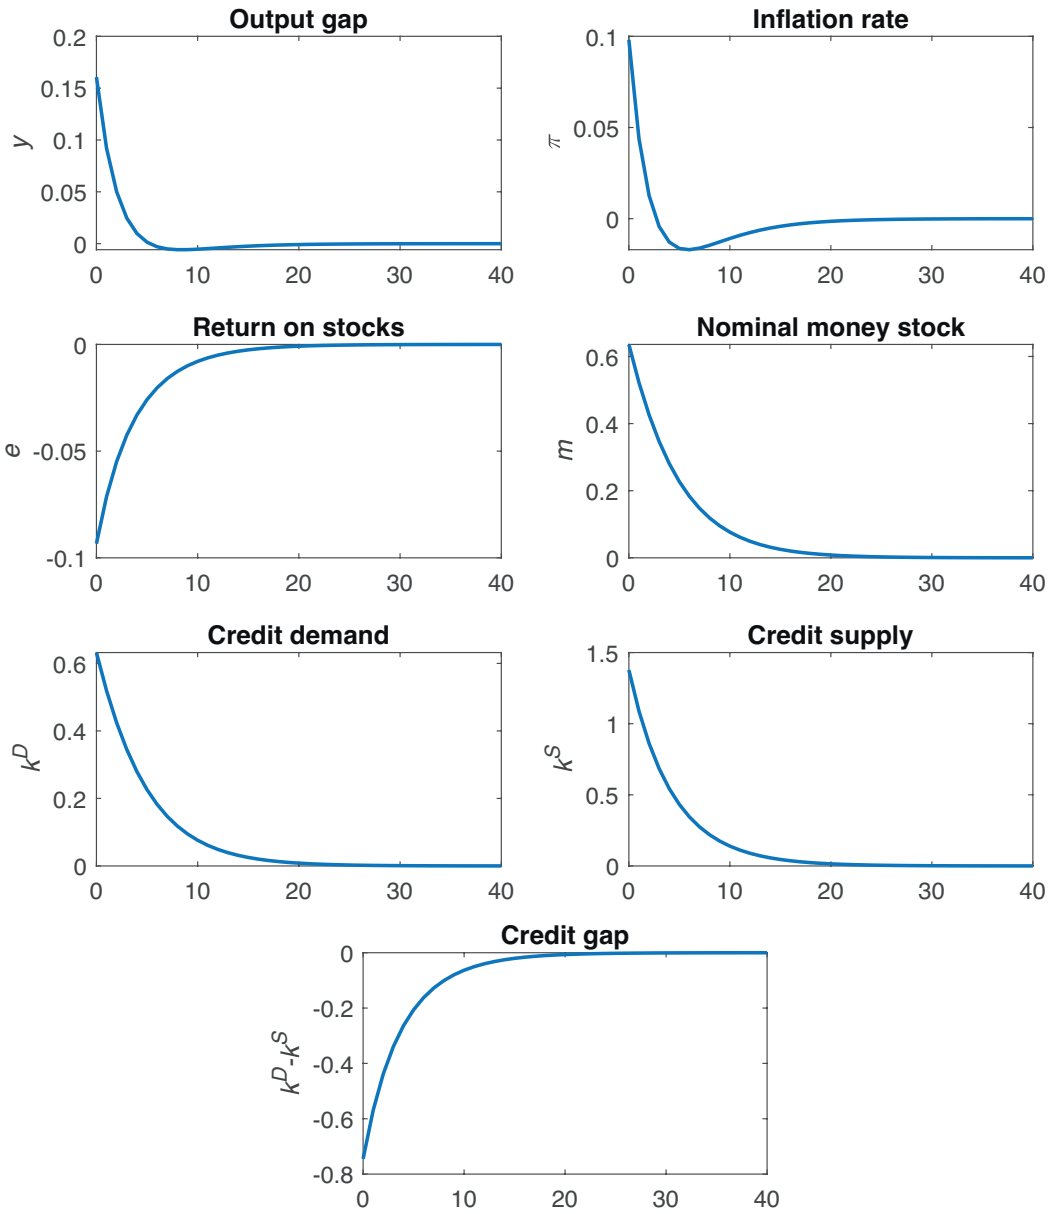 Output gap
0.2
0.15
0.1
0.05
0
y
0 10 20 30 40
Inflation rate
0.1
0.05
0
π
0 10 20 30 40
Return on stocks
0
-0.05
-0.1
e
0 10 20 30 40
Nominal money stock
0.6
0.4
0.2
0
m
0 10 20 30 40
Credit demand
0.6
0.4
0.2
0
k^D
0 10 20 30 40
Credit supply
1.5
1
0.5
0
k^S
0 10 20 30 40
Credit gap
0
-0.2
-0.4
-0.6
-0.8
k^D-k^S
0 10 20 30 40